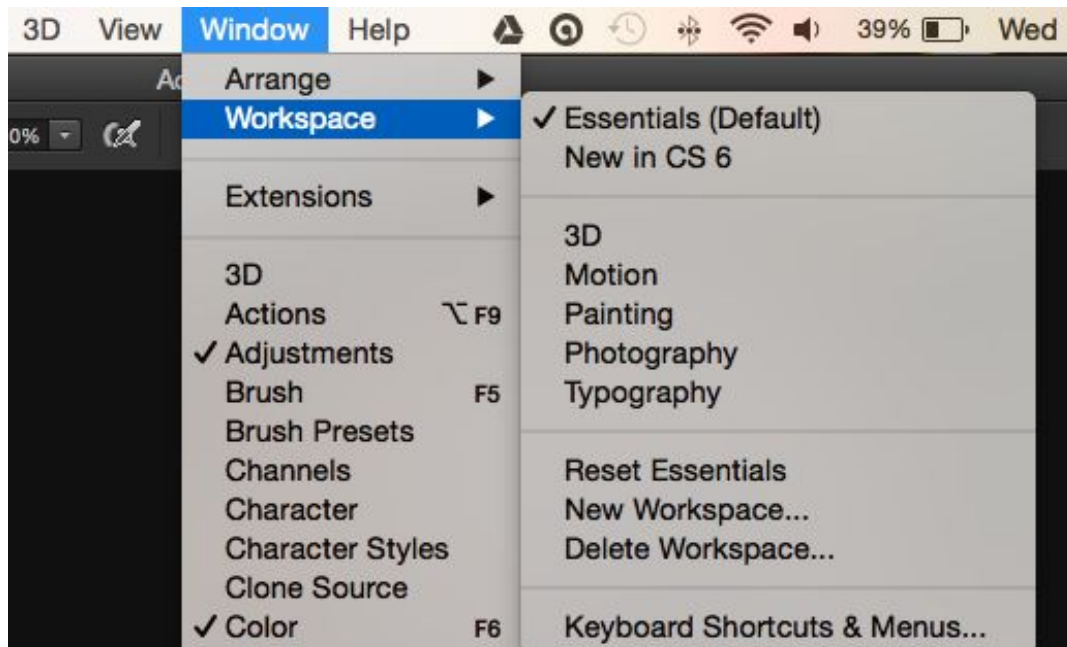 3D View Window Help 39% Wed
Ac
Arrange
Workspace
0%
Extensions
3D
Actions ⌥ F9
Adjustments
Brush F5
Brush Presets
Channels
Character
Character Styles
Clone Source
Color F6
Essentials (Default)
New in CS 6
3D
Motion
Painting
Photography
Typography
Reset Essentials
New Workspace...
Delete Workspace...
Keyboard Shortcuts & Menus...